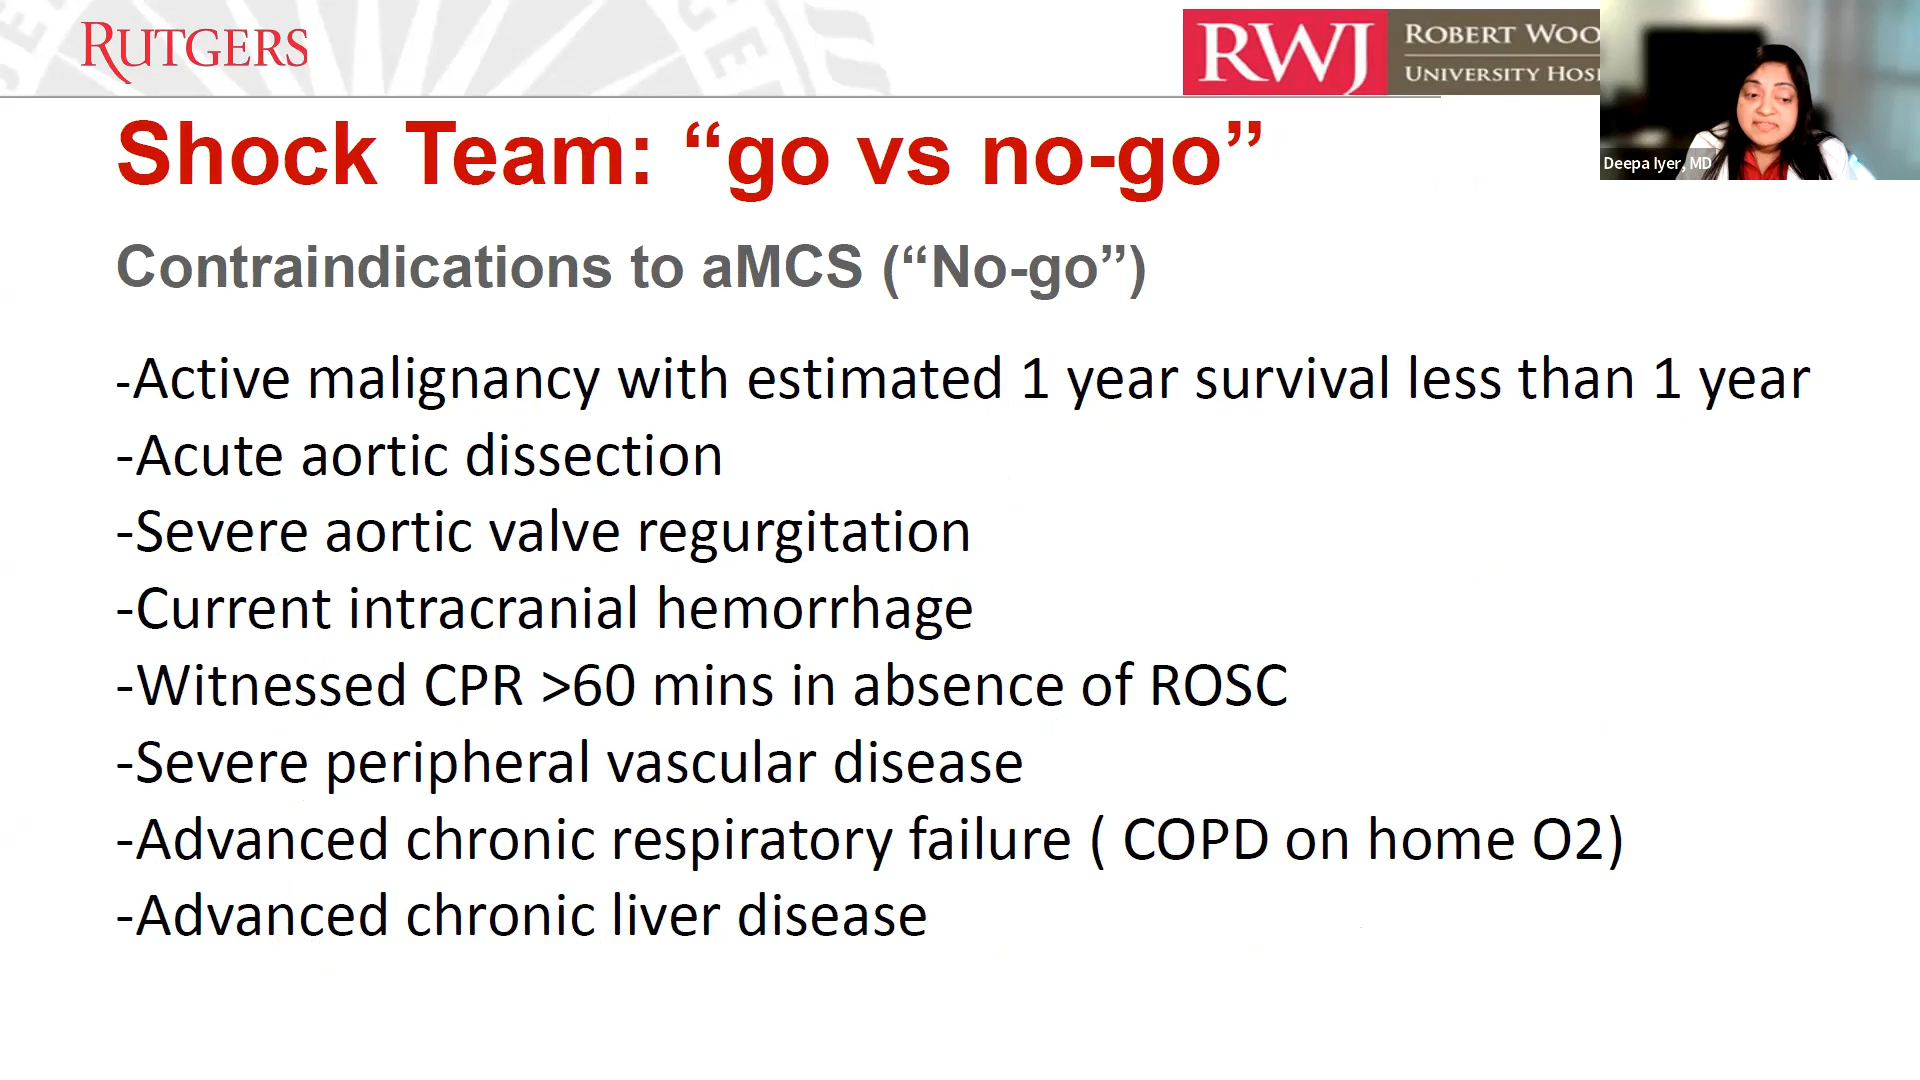 RUTGERS
RWJ
ROBERT WOO
UNIVERSITY HOSI
Deepa Iyer, MD
Shock Team: “go vs no-go”
Contraindications to aMCS (“No-go”)
-Active malignancy with estimated 1 year survival less than 1 year
-Acute aortic dissection
-Severe aortic valve regurgitation
-Current intracranial hemorrhage
-Witnessed CPR >60 mins in absence of ROSC
-Severe peripheral vascular disease
-Advanced chronic respiratory failure ( COPD on home O2)
-Advanced chronic liver disease